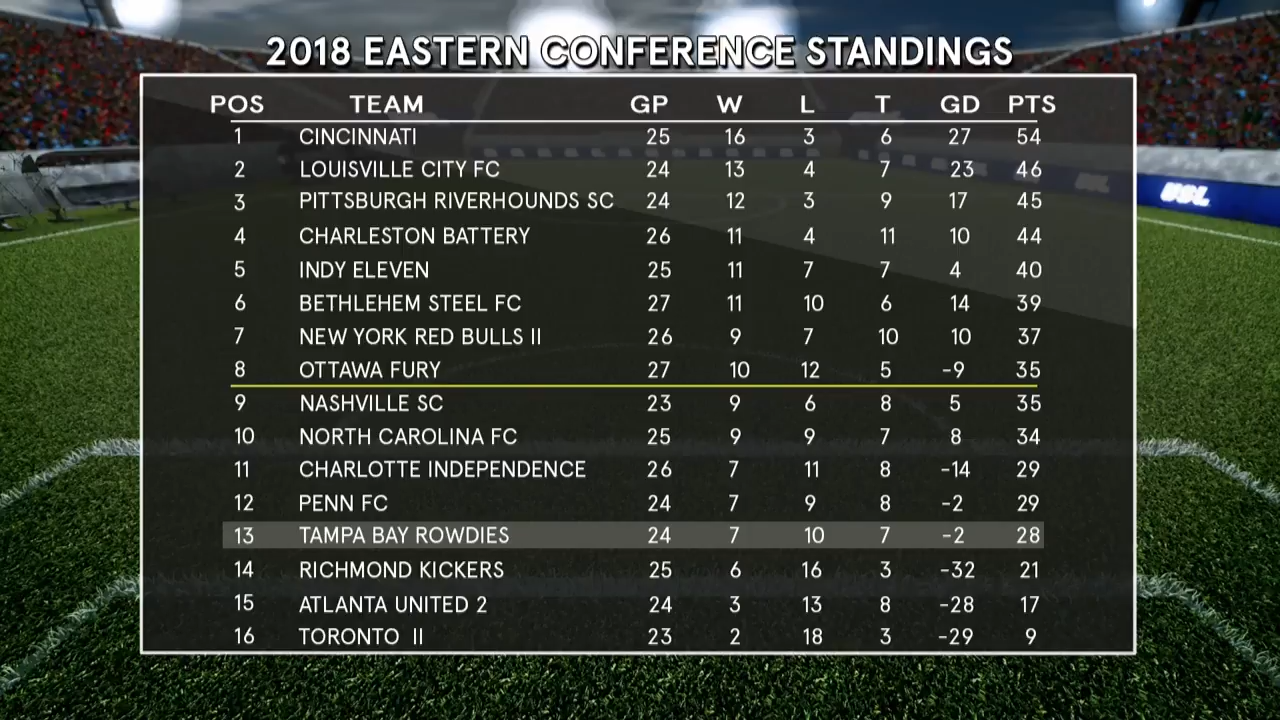 2018 EASTERN CONFERENCE STANDINGS
POS TEAM GP W L T GD PTS
1 CINCINNATI 25 16 3 6 27 54
2 LOUISVILLE CITY FC 24 13 4 7 23 46
3 PITTSBURGH RIVERHOUNDS SC 24 12 3 9 17 45
4 CHARLESTON BATTERY 26 11 4 11 10 44
5 INDY ELEVEN 25 11 7 7 4 40
6 BETHLEHEM STEEL FC 27 11 10 6 14 39
7 NEW YORK RED BULLS II 26 9 7 10 10 37
8 OTTAWA FURY 27 10 12 5 -9 35
9 NASHVILLE SC 23 9 6 8 5 35
10 NORTH CAROLINA FC 25 9 9 7 8 34
11 CHARLOTTE INDEPENDENCE 26 7 11 8 -14 29
12 PENN FC 24 7 9 8 -2 29
13 TAMPA BAY ROWDIES 24 7 10 7 -2 28
14 RICHMOND KICKERS 25 6 16 3 -32 21
15 ATLANTA UNITED 2 24 3 13 8 -28 17
16 TORONTO II 23 2 18 3 -29 9
USL